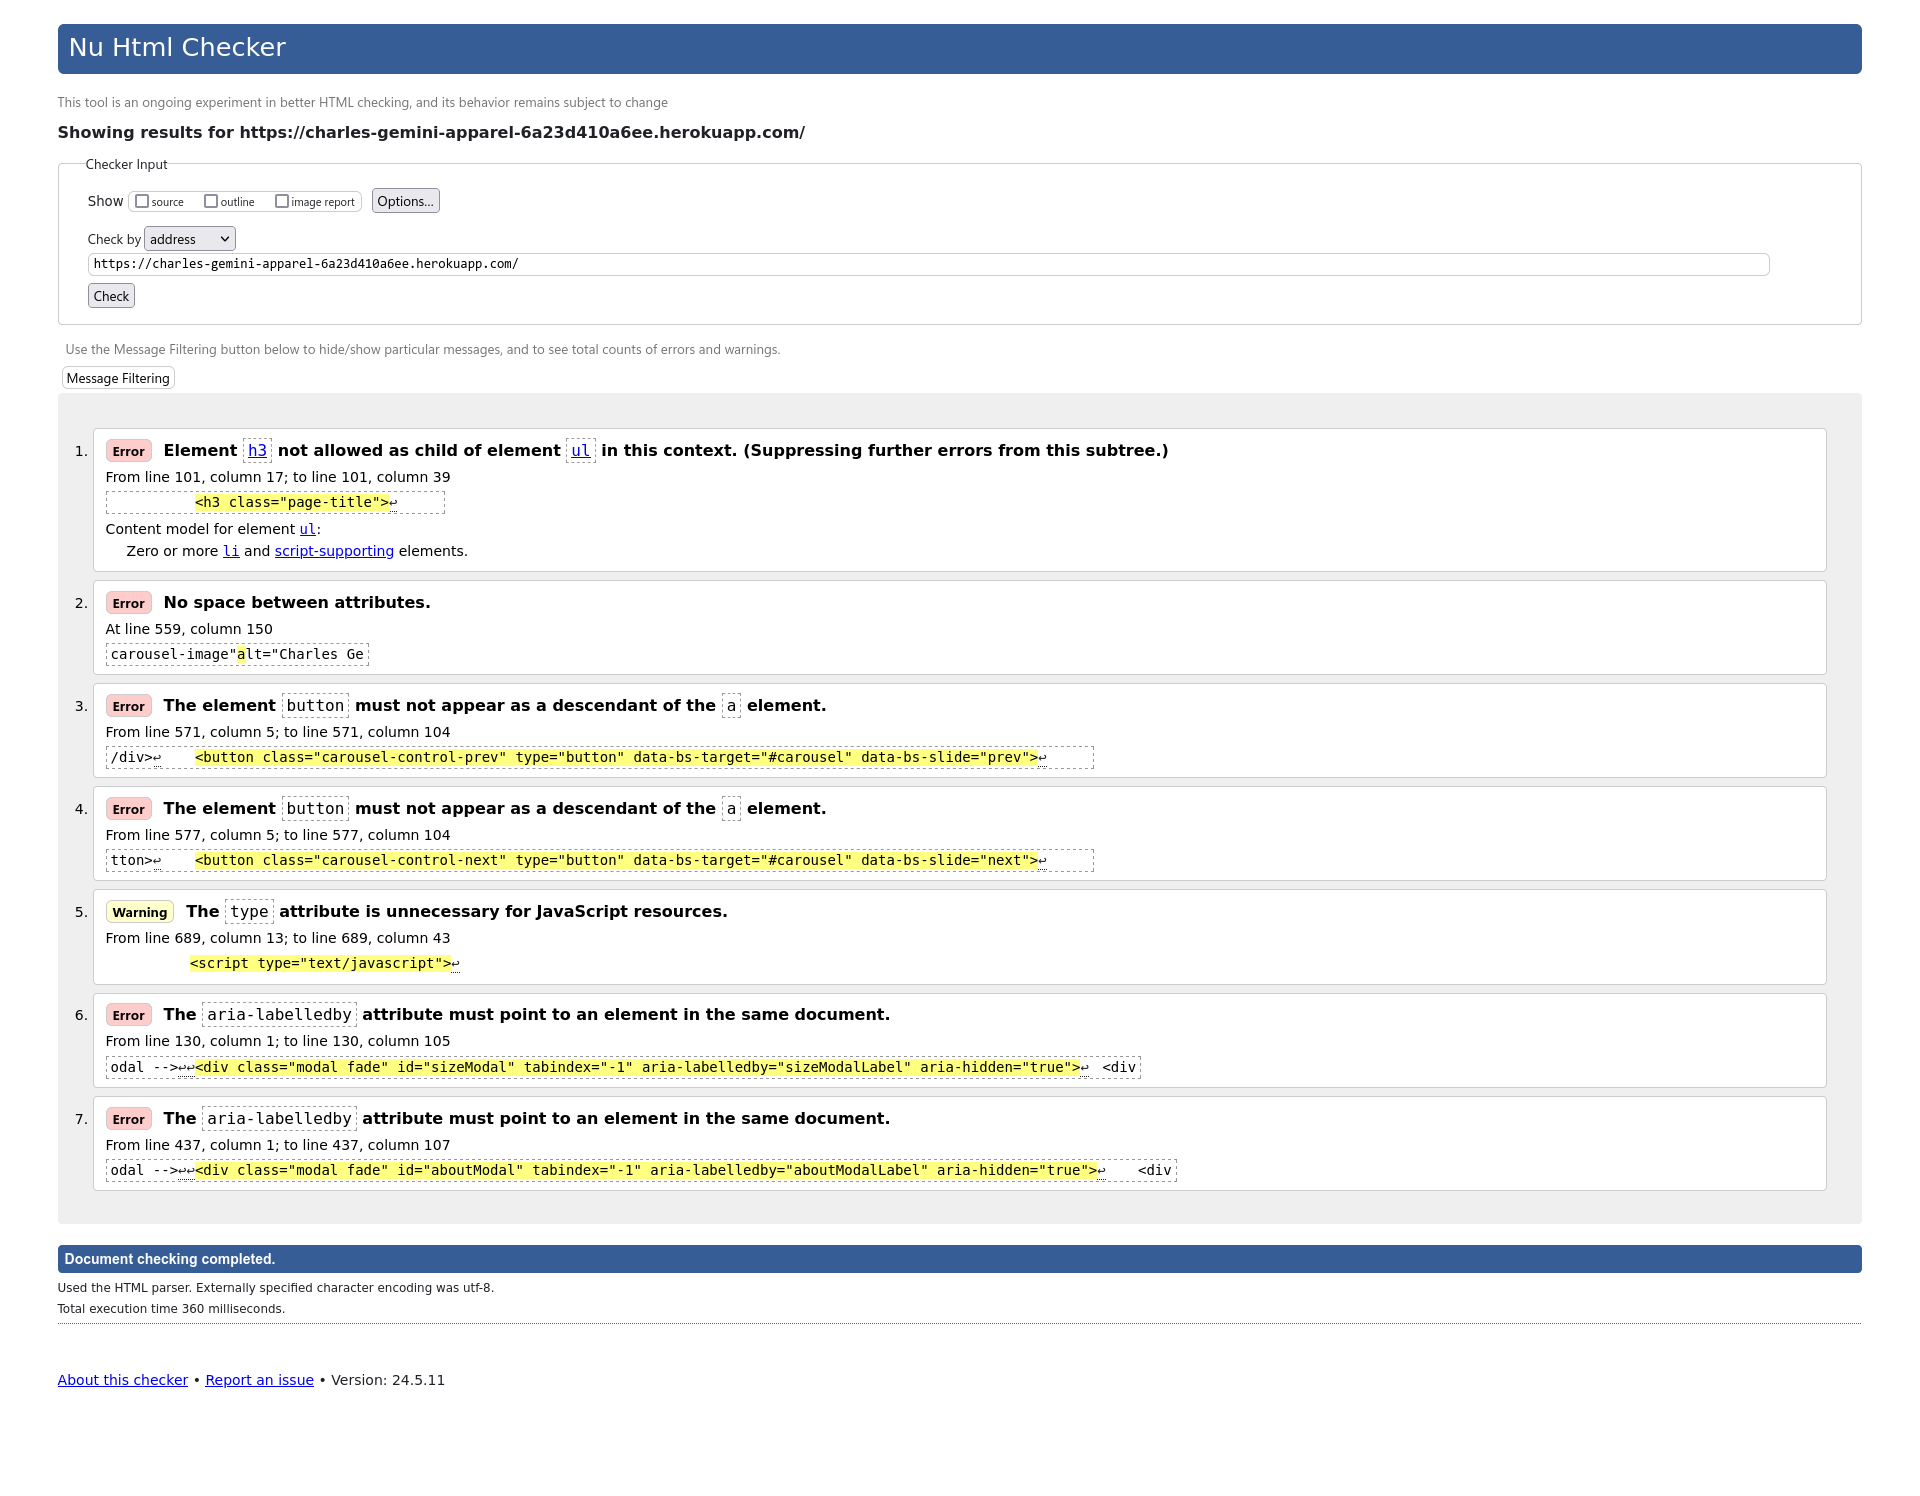 Nu Html Checker
This tool is an ongoing experiment in better HTML checking, and its behavior remains subject to change
Showing results for https://charles-gemini-apparel-6a23d410a6ee.herokuapp.com/
Checker Input
Show source outline image report Options...
Check by address
https://charles-gemini-apparel-6a23d410a6ee.herokuapp.com/
Check
Use the Message Filtering button below to hide/show particular messages, and to see total counts of errors and warnings.
Message Filtering
1. Error Element h3 not allowed as child of element ul in this context. (Suppressing further errors from this subtree.)
From line 101, column 17; to line 101, column 39
<h3 class="page-title">↩
Content model for element ul:
Zero or more li and script-supporting elements.
2. Error No space between attributes.
At line 559, column 150
carousel-image"alt="Charles Ge
3. Error The element button must not appear as a descendant of the a element.
From line 571, column 5; to line 571, column 104
/div>↩ <button class="carousel-control-prev" type="button" data-bs-target="#carousel" data-bs-slide="prev">↩
4. Error The element button must not appear as a descendant of the a element.
From line 577, column 5; to line 577, column 104
tton>↩ <button class="carousel-control-next" type="button" data-bs-target="#carousel" data-bs-slide="next">↩
5. Warning The type attribute is unnecessary for JavaScript resources.
From line 689, column 13; to line 689, column 43
<script type="text/javascript">↩
6. Error The aria-labelledby attribute must point to an element in the same document.
From line 130, column 1; to line 130, column 105
odal -->↩↩<div class="modal fade" id="sizeModal" tabindex="-1" aria-labelledby="sizeModalLabel" aria-hidden="true">↩ <div
7. Error The aria-labelledby attribute must point to an element in the same document.
From line 437, column 1; to line 437, column 107
odal -->↩↩<div class="modal fade" id="aboutModal" tabindex="-1" aria-labelledby="aboutModalLabel" aria-hidden="true">↩ <div
Document checking completed.
Used the HTML parser. Externally specified character encoding was utf-8.
Total execution time 360 milliseconds.
About this checker • Report an issue • Version: 24.5.11